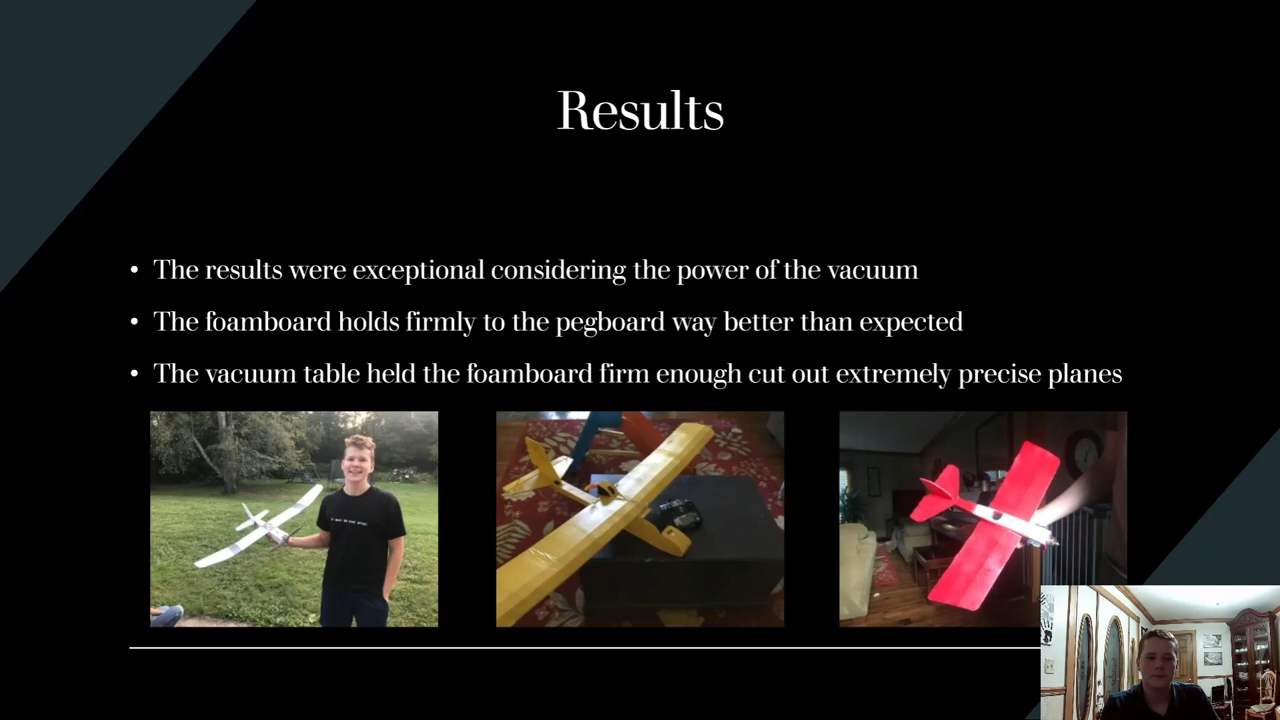 Results
• The results were exceptional considering the power of the vacuum
• The foamboard holds firmly to the pegboard way better than expected
• The vacuum table held the foamboard firm enough cut out extremely precise planes